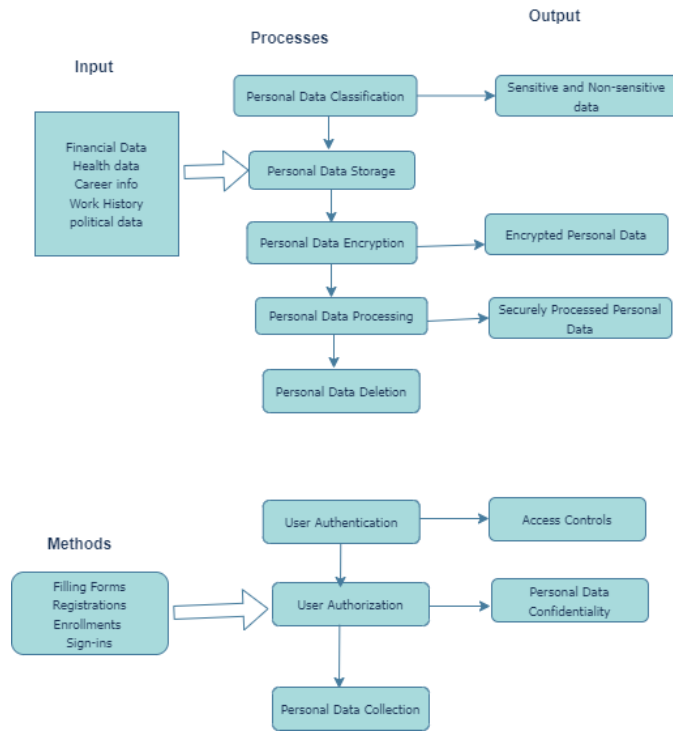 Output
Processes
Input
Personal Data Classification
Sensitive and Non-sensitive
data
Financial Data
Health data
Career info
Work History
political data
Personal Data Storage
Personal Data Encryption
Encrypted Personal Data
Personal Data Processing
Securely Processed Personal
Data
Personal Data Deletion
Methods
User Authentication
Access Controls
Filling Forms
Registrations
Enrollments
Sign-ins
User Authorization
Personal Data
Confidentiality
Personal Data Collection